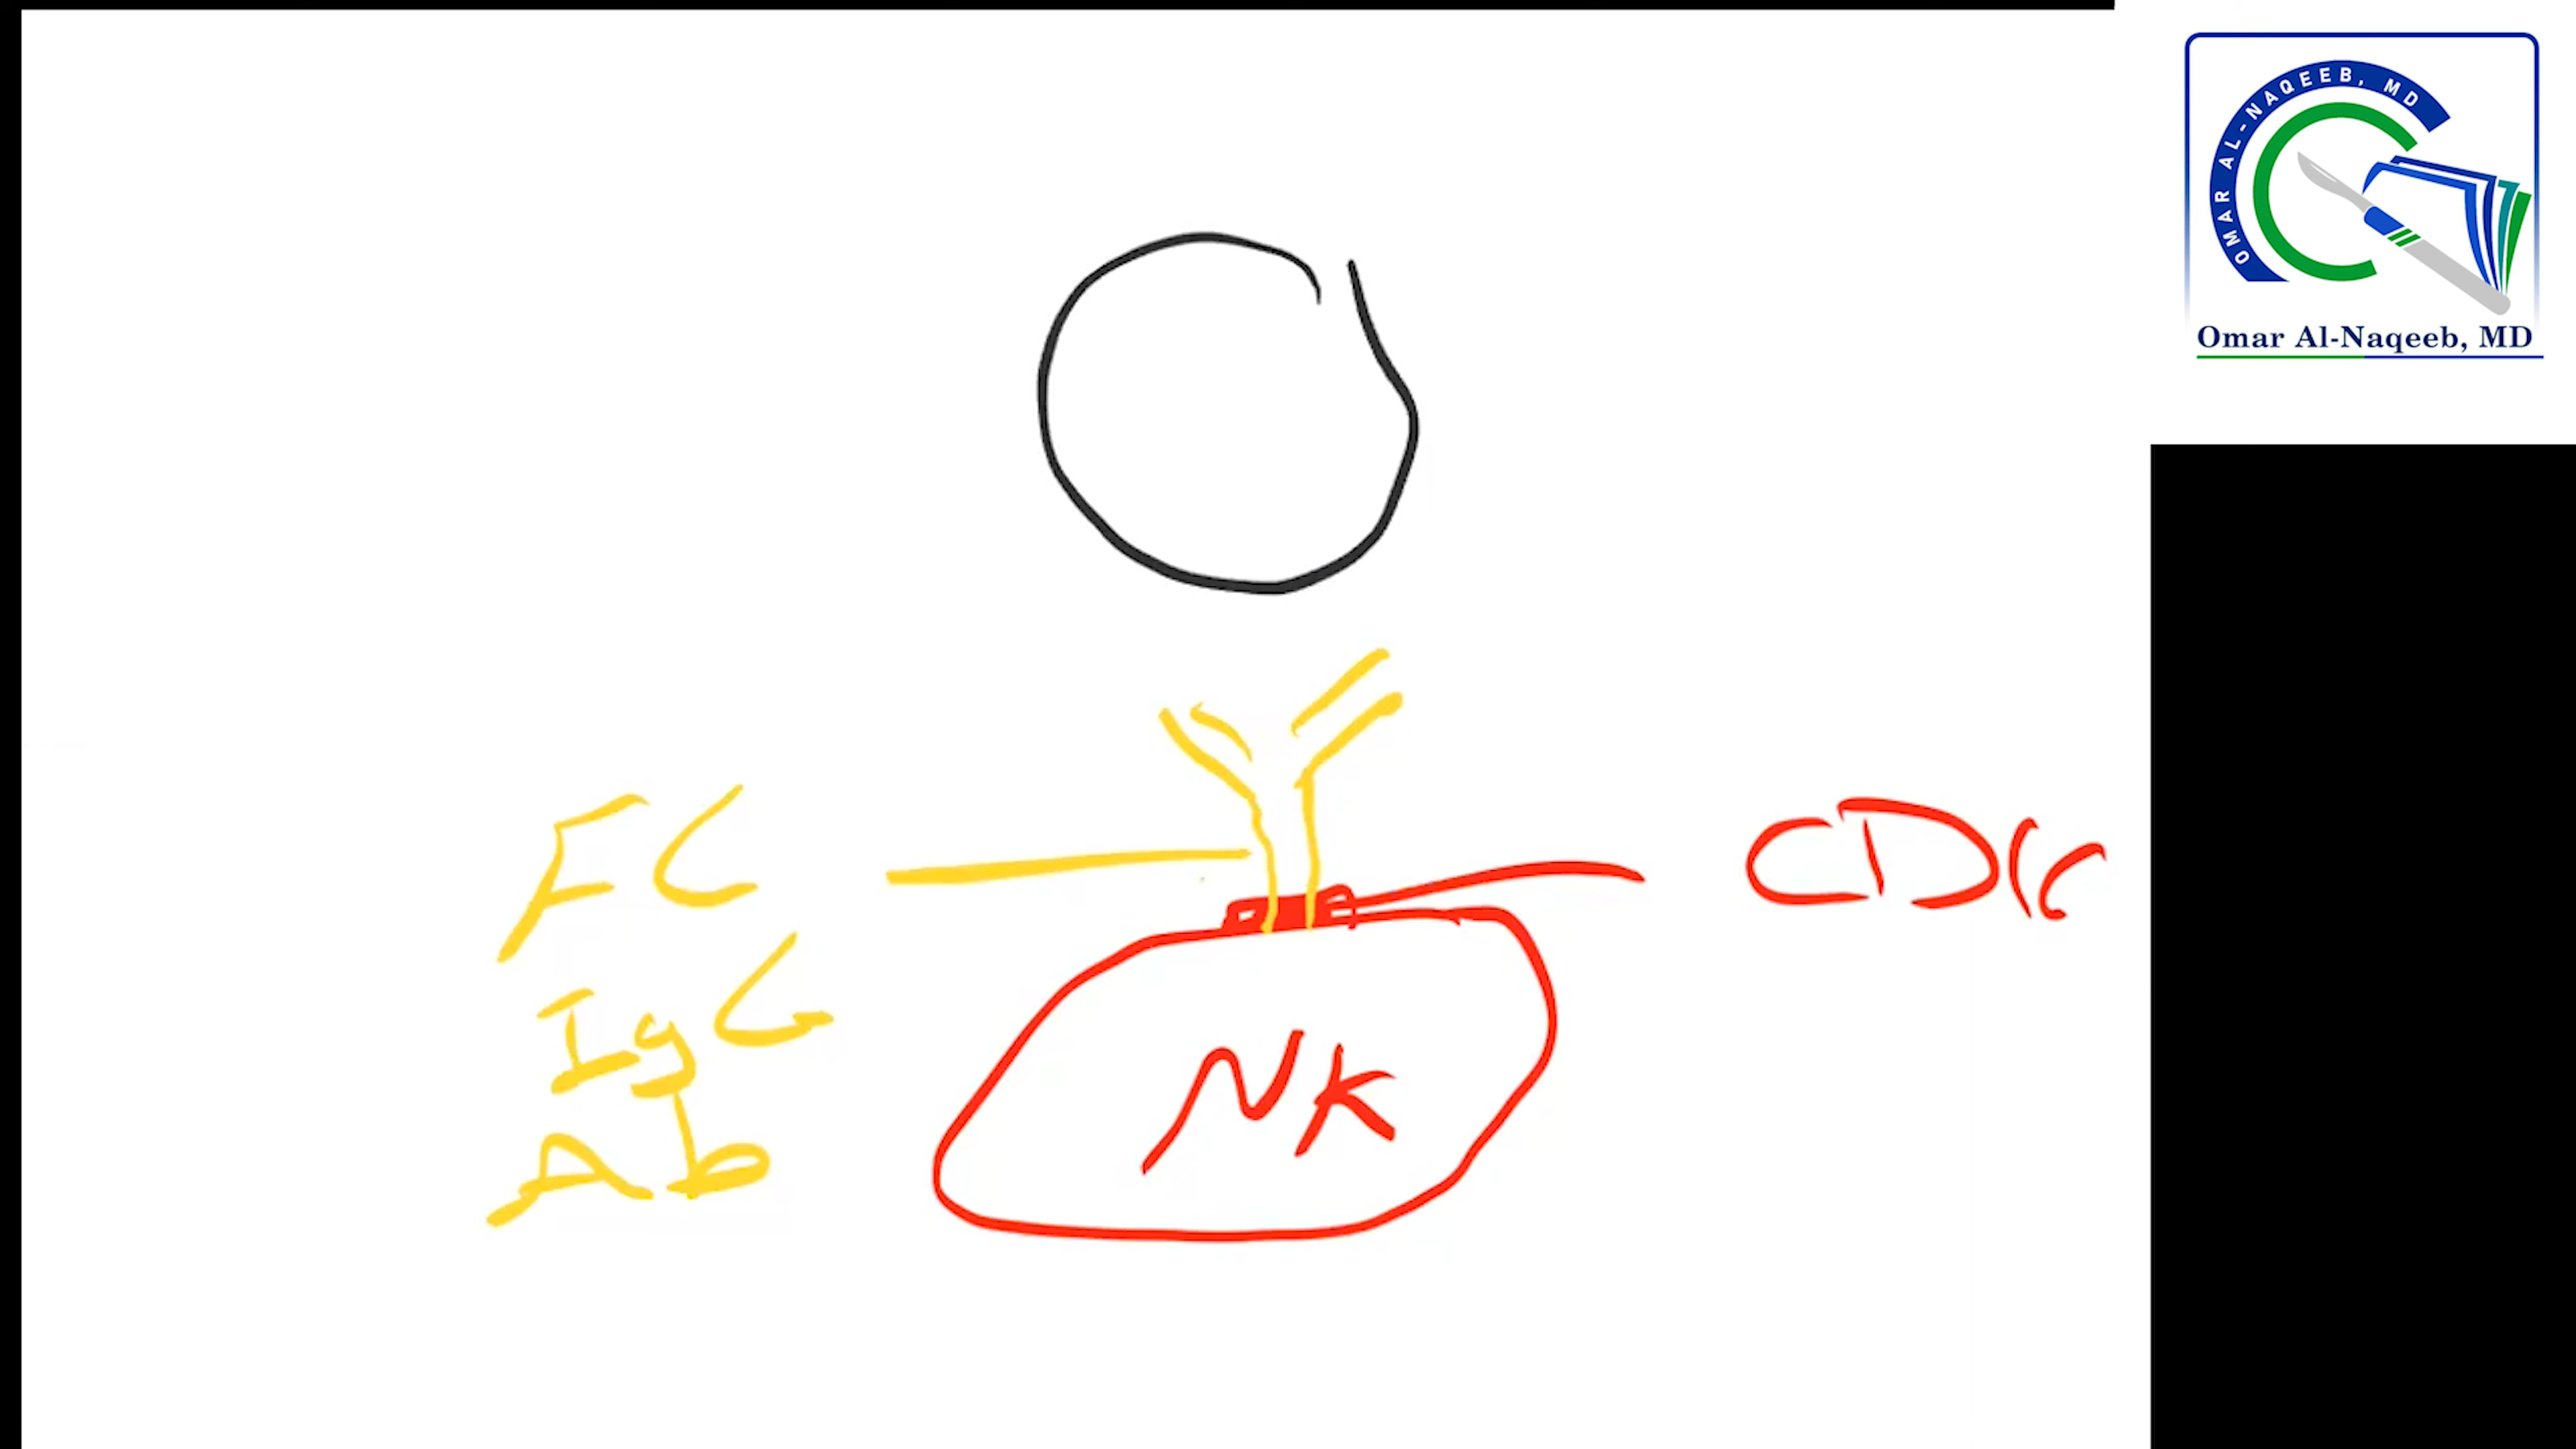 OMAR AL-NAQEEB, MD
Omar Al-Naqeeb, MD
FC
CD16
IgG
Ab
NK